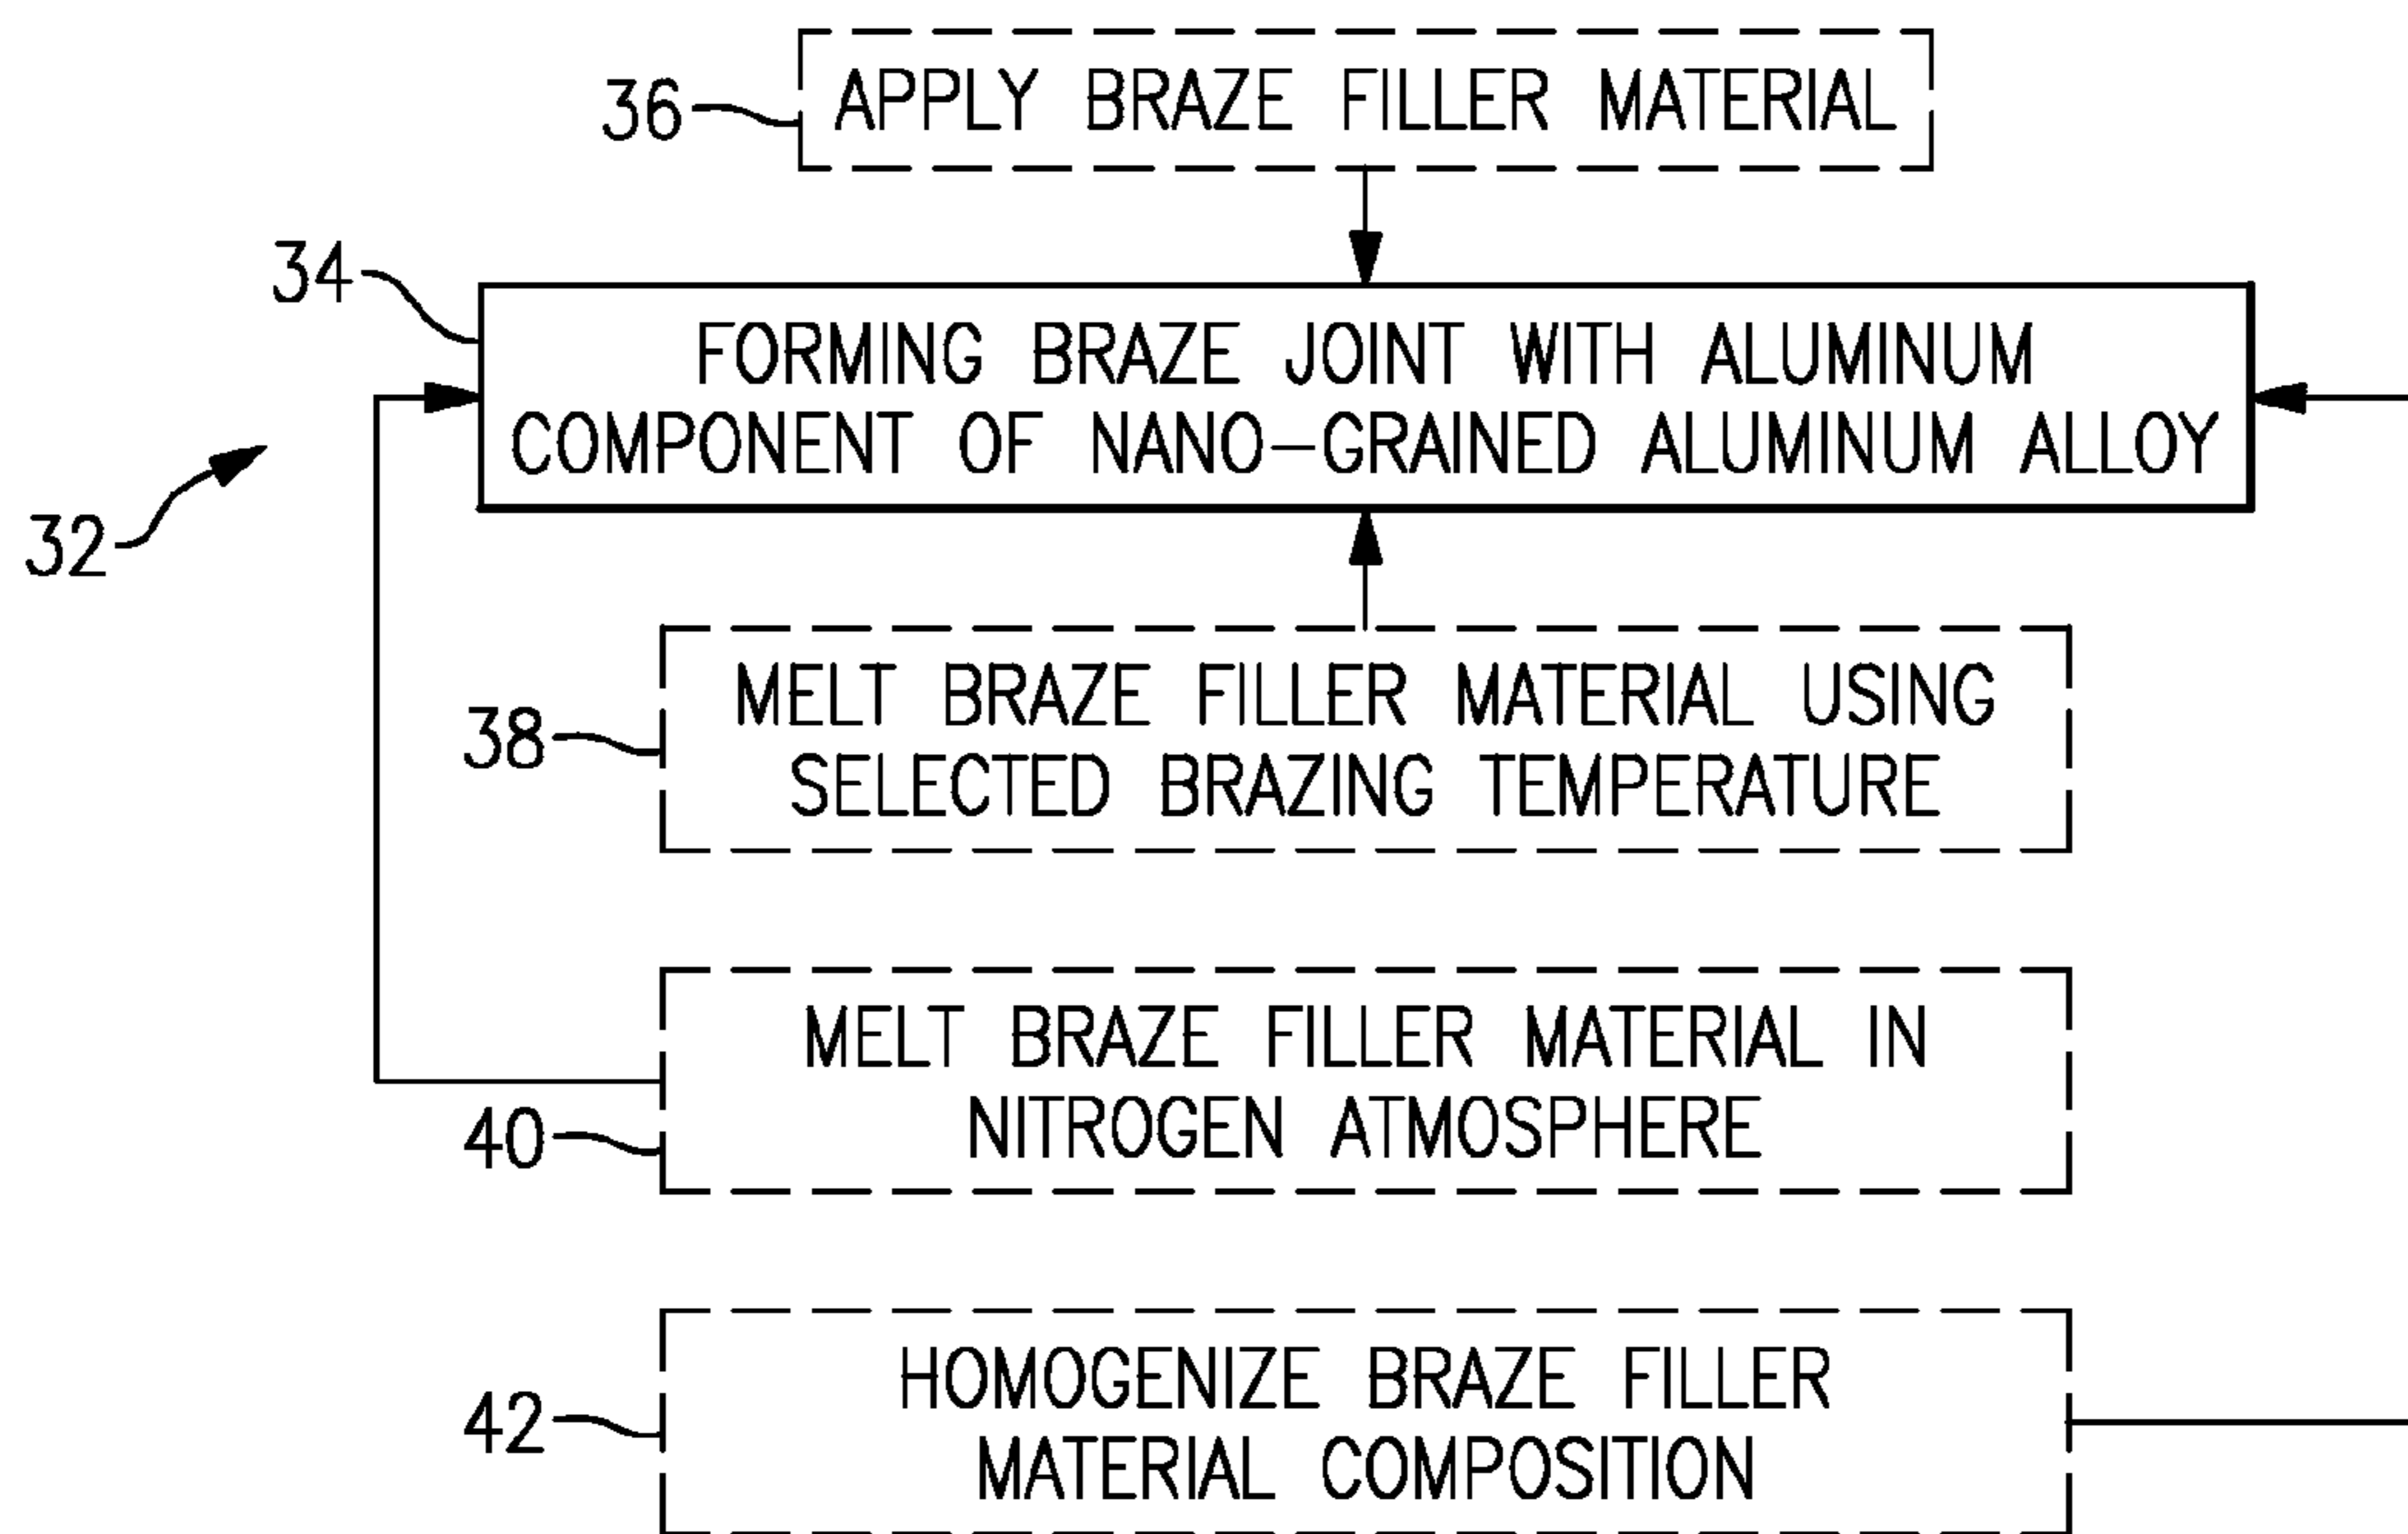 36
APPLY BRAZE FILLER MATERIAL
34
FORMING BRAZE JOINT WITH ALUMINUM
COMPONENT OF NANO-GRAINED ALUMINUM ALLOY
32
38
MELT BRAZE FILLER MATERIAL USING
SELECTED BRAZING TEMPERATURE
40
MELT BRAZE FILLER MATERIAL IN
NITROGEN ATMOSPHERE
42
HOMOGENIZE BRAZE FILLER
MATERIAL COMPOSITION